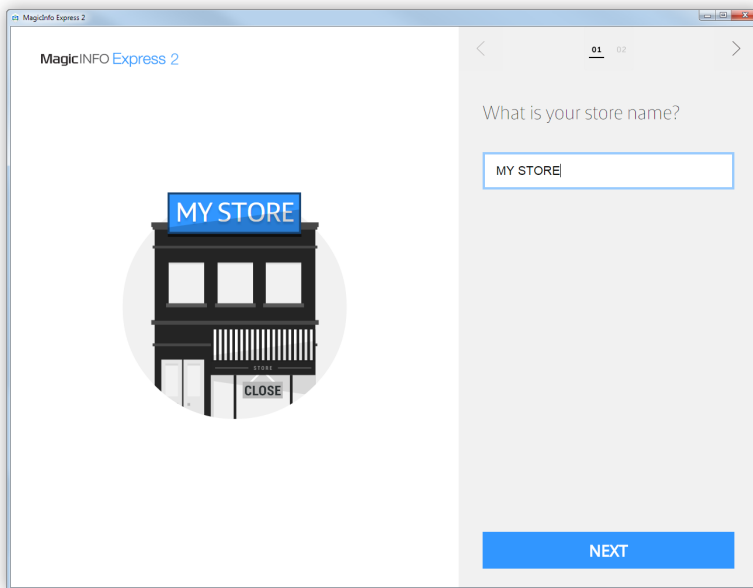 MagicInfo Express 2
MagicINFO Express 2
01 02
What is your store name?
MY STORE
MY STORE
STORE
CLOSE
NEXT